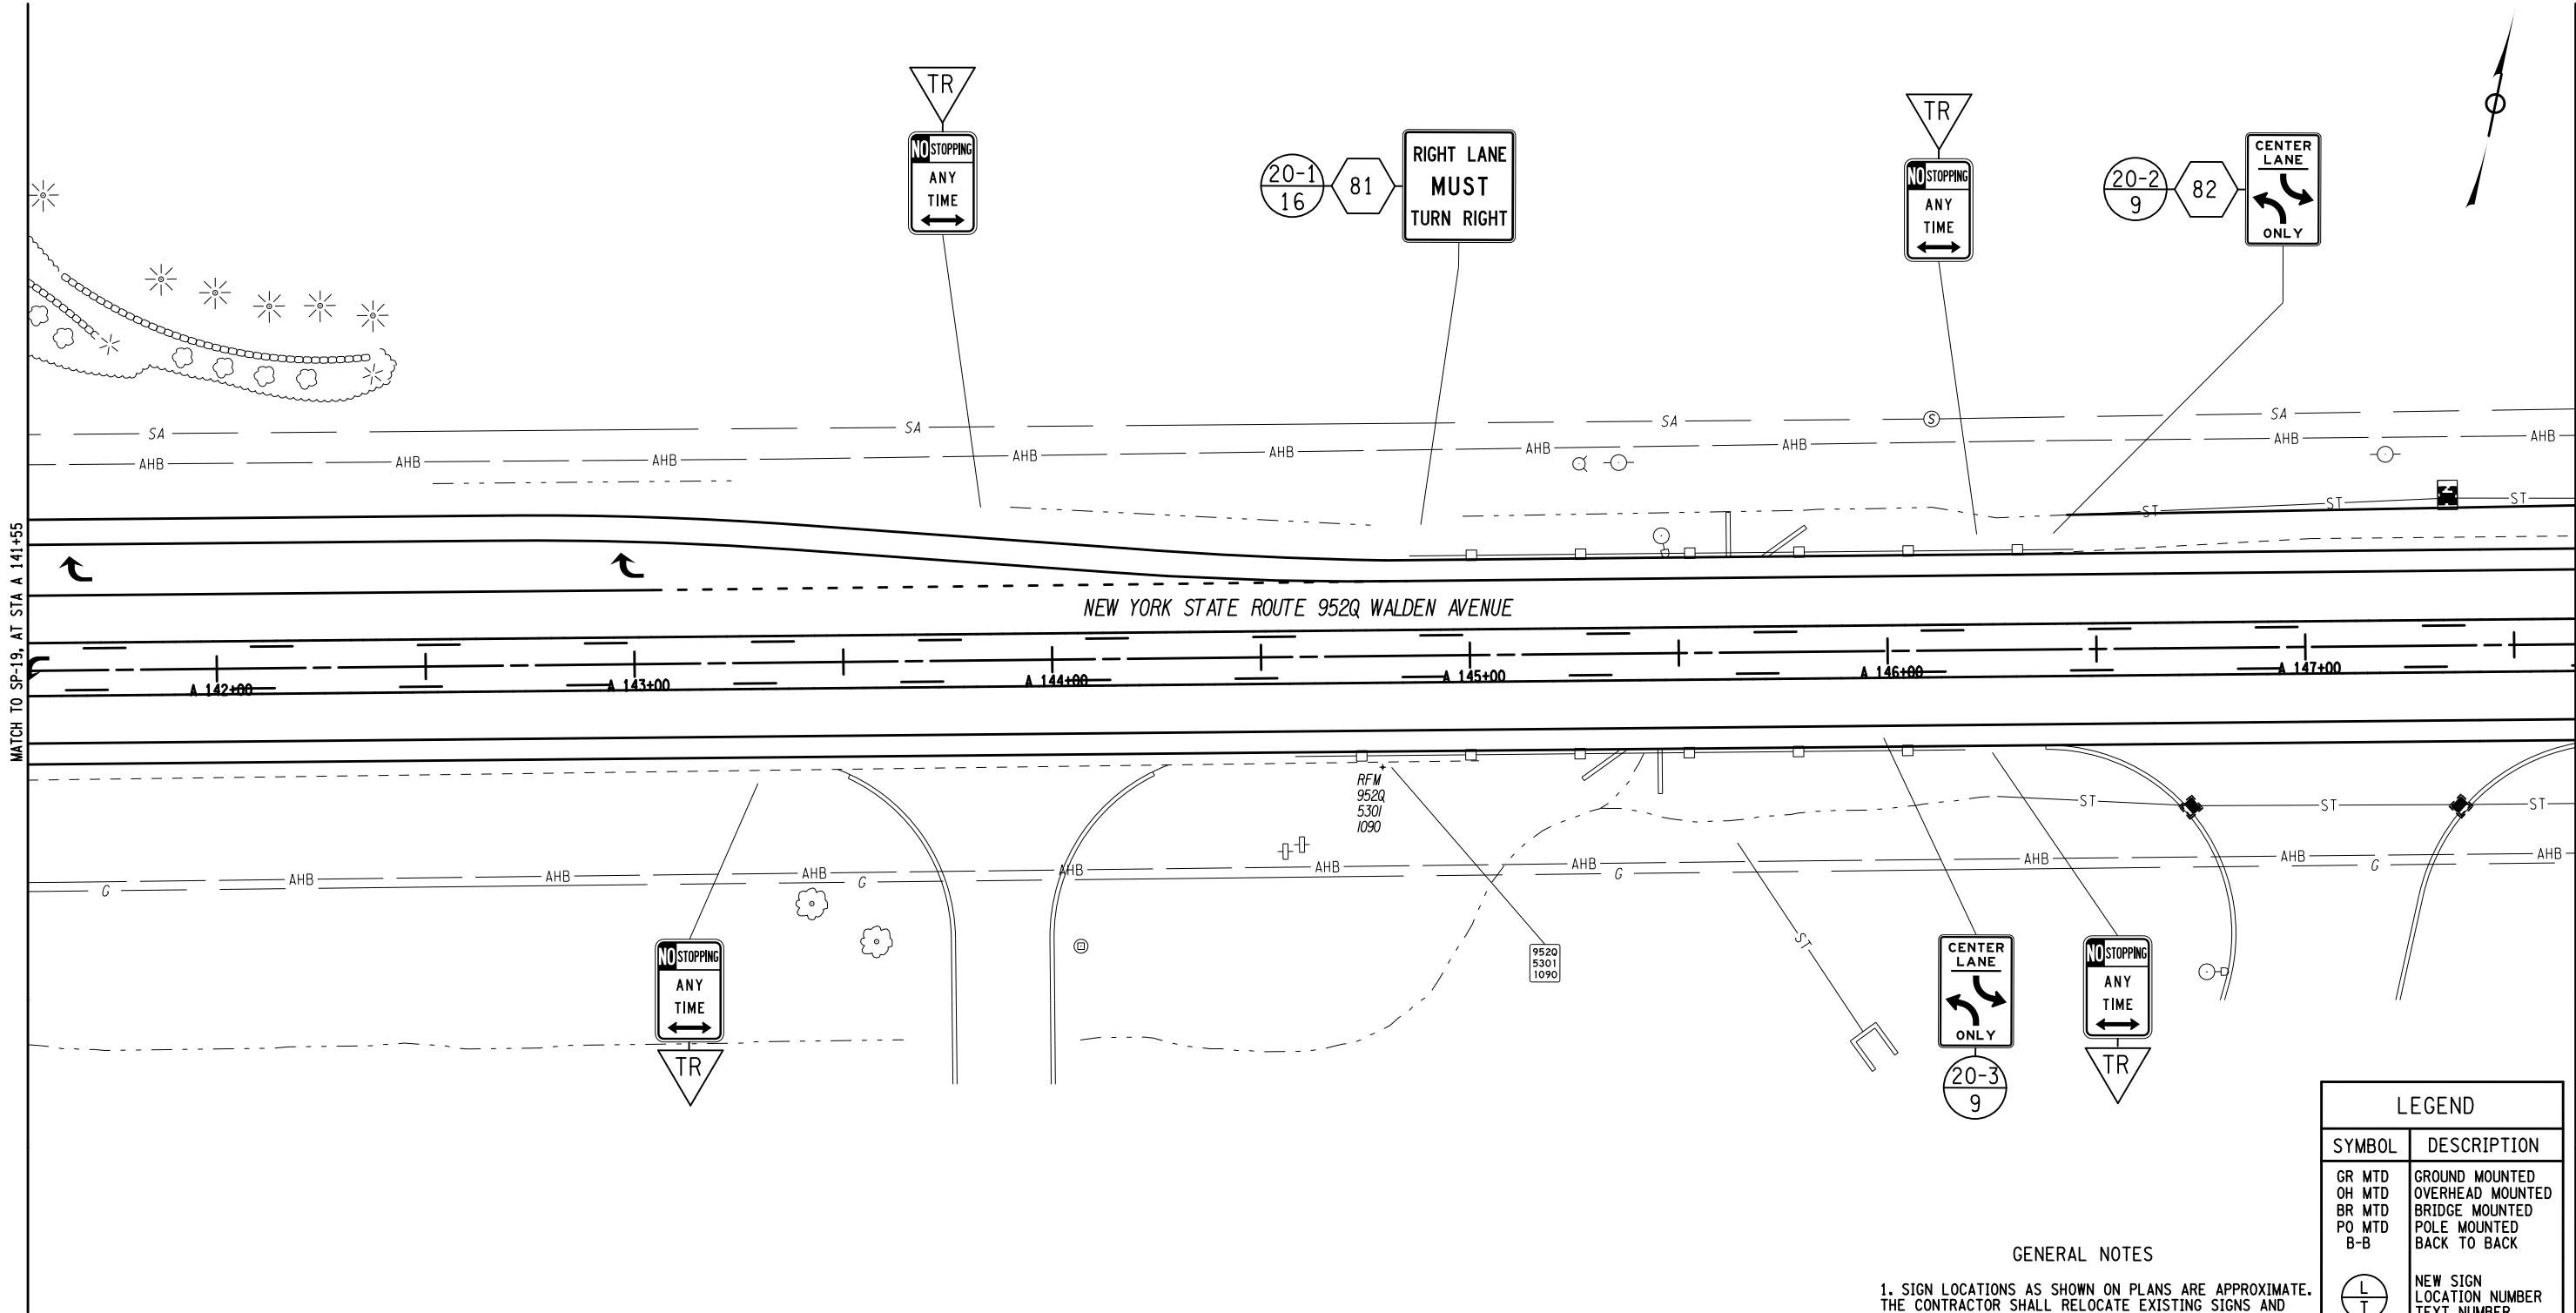 TR
NO STOPPING
ANY
TIME
20-1
16
81
RIGHT LANE
MUST
TURN RIGHT
TR
NO STOPPING
ANY
TIME
20-2
9
82
CENTER
LANE
ONLY
SA
SA
SA
SA
S
AHB
AHB
AHB
AHB
AHB
AHB
AHB
AHB
AHB
ST
ST
ST
MATCH TO SP-19, AT STA A 141+55
NEW YORK STATE ROUTE 952Q WALDEN AVENUE
A 142+00
A 143+00
A 144+00
A 145+00
A 146+00
A 147+00
RFM
952Q
5301
1090
ST
ST
ST
AHB
AHB
AHB
AHB
AHB
AHB
AHB
AHB
AHB
G
G
G
G
ST
NO STOPPING
ANY
TIME
TR
952Q
5301
1090
CENTER
LANE
ONLY
20-3
9
NO STOPPING
ANY
TIME
TR
LEGEND
SYMBOL DESCRIPTION
GR MTD GROUND MOUNTED
OH MTD OVERHEAD MOUNTED
BR MTD BRIDGE MOUNTED
PO MTD POLE MOUNTED
B-B BACK TO BACK
L
T
NEW SIGN
LOCATION NUMBER
TEXT NUMBER
GENERAL NOTES
1. SIGN LOCATIONS AS SHOWN ON PLANS ARE APPROXIMATE.
THE CONTRACTOR SHALL RELOCATE EXISTING SIGNS AND